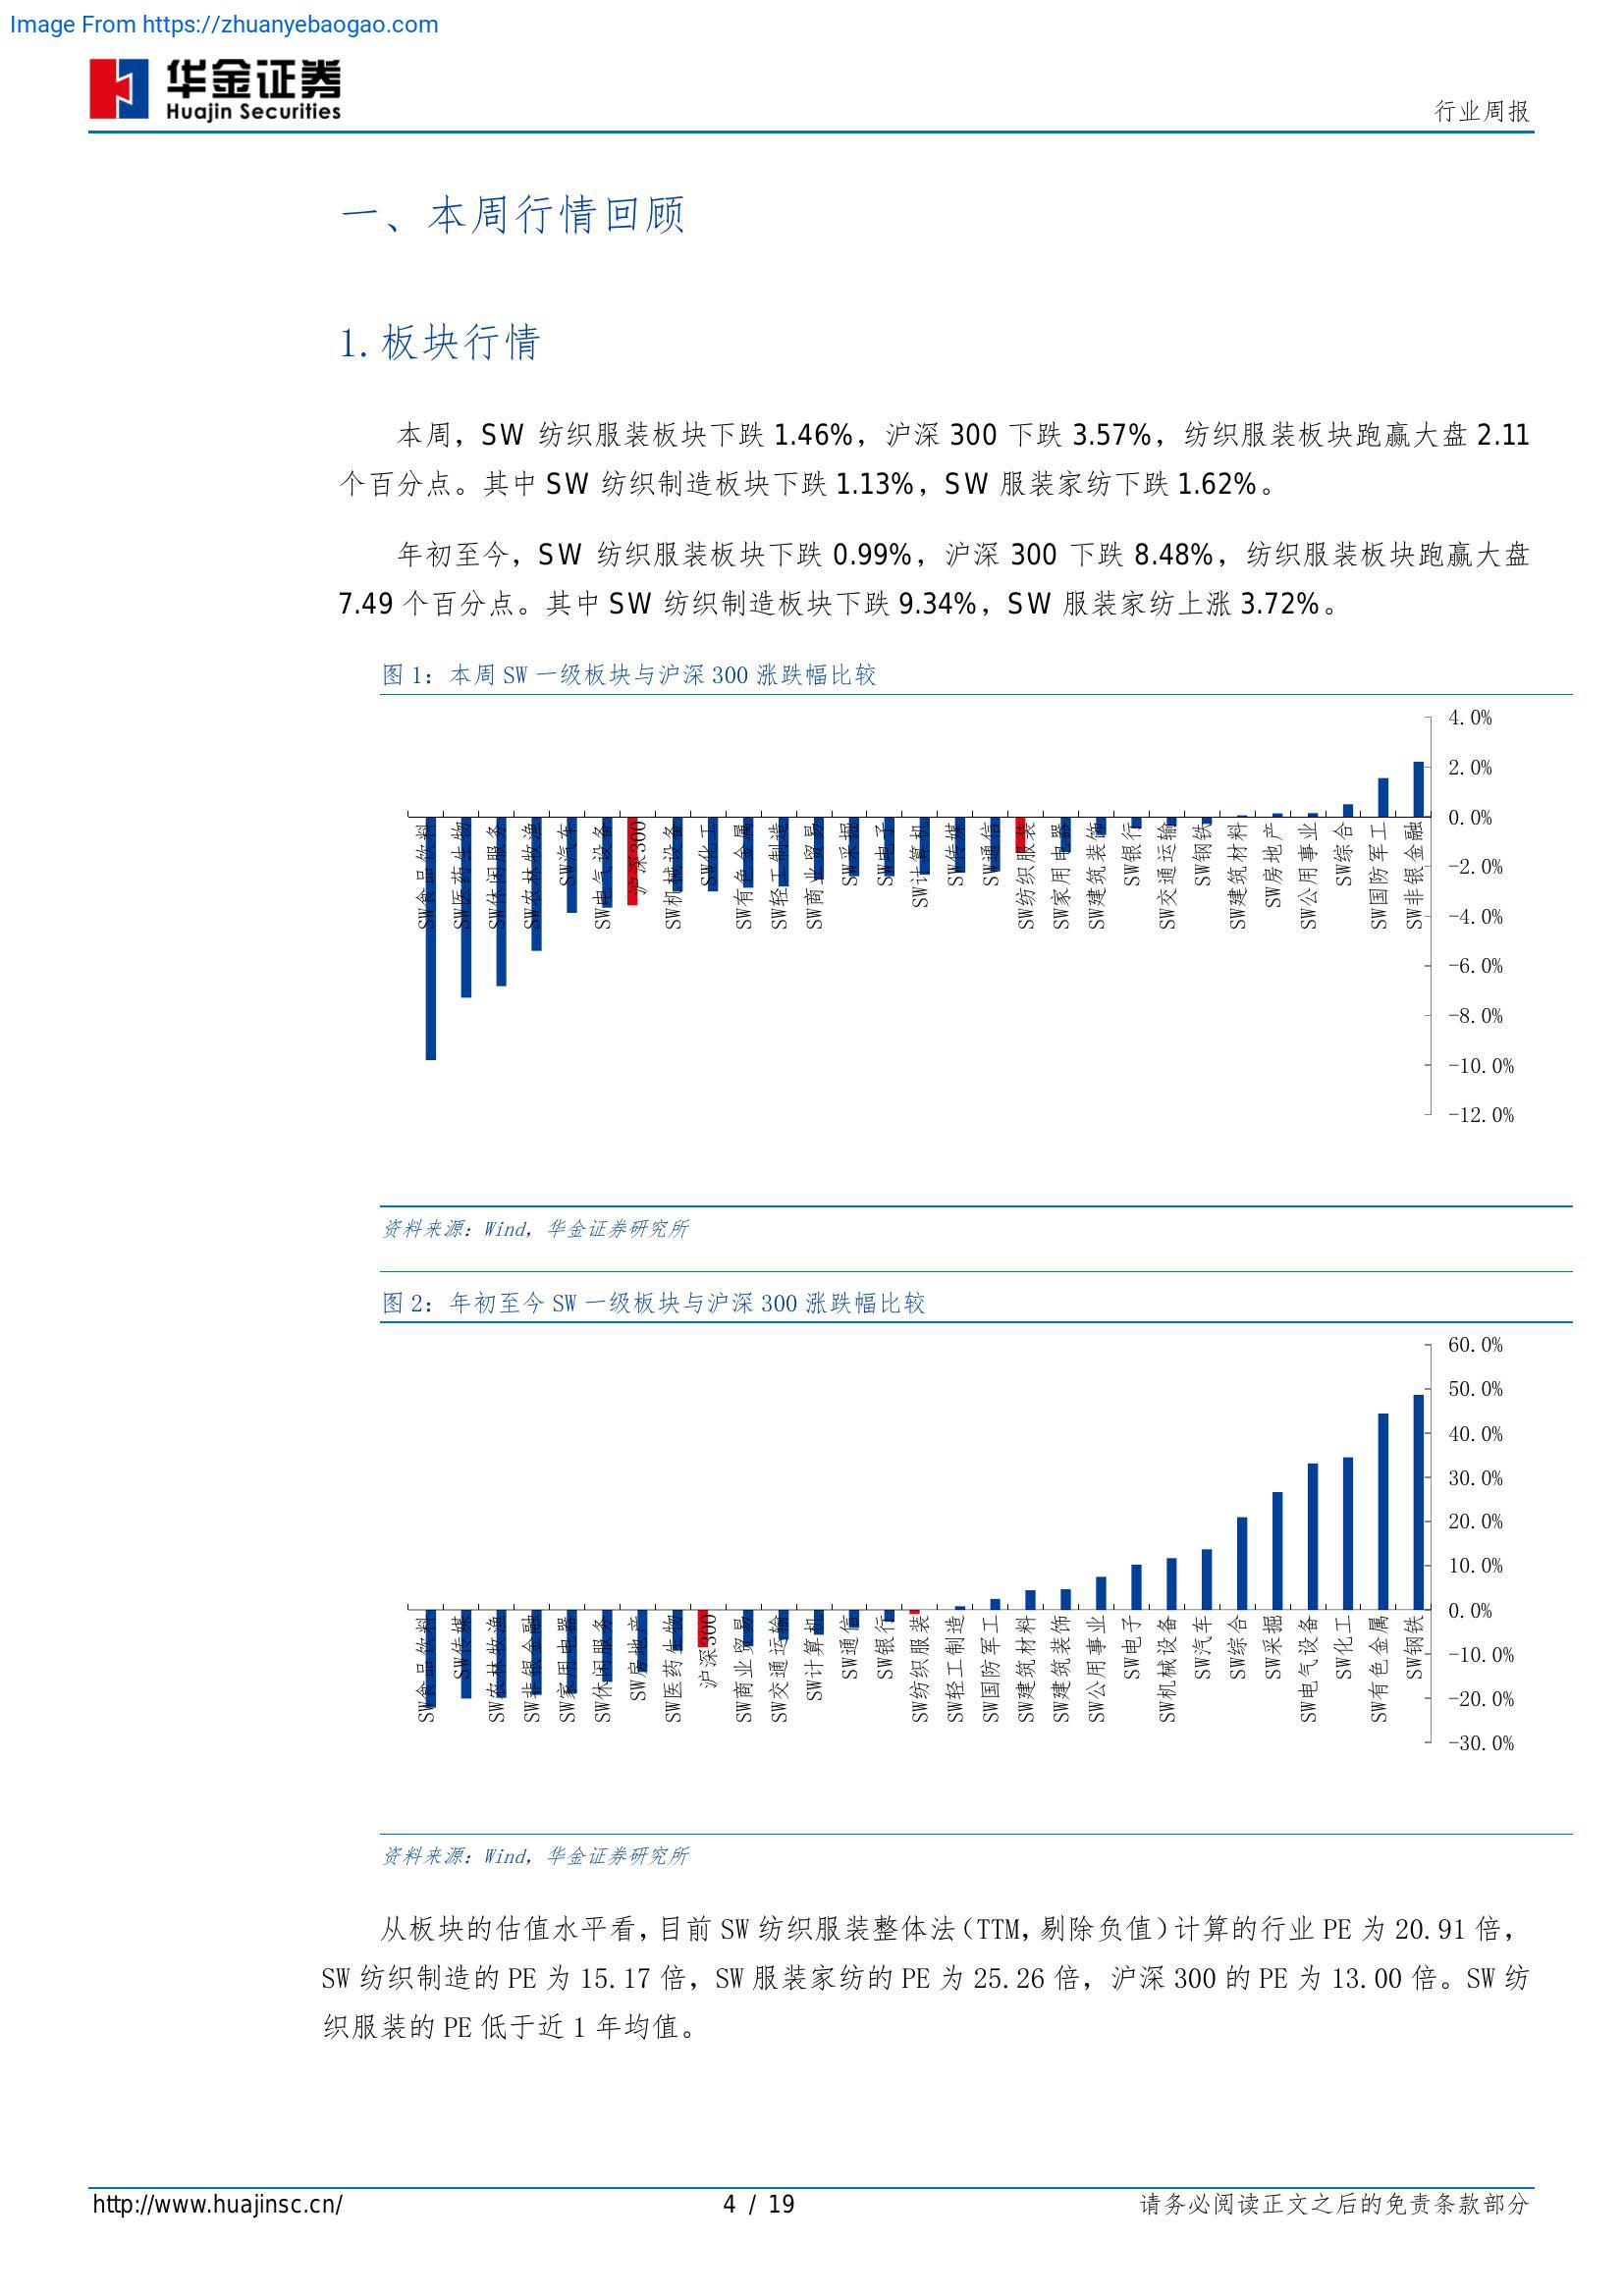 Image From https://zhuanyebaogao.com
华金证券
Huajin Securities
行业周报
一、本周行情回顾
1.板块行情
本周，SW 纺织服装板块下跌 1.46%，沪深 300 下跌 3.57%，纺织服装板块跑赢大盘 2.11
个百分点。其中 SW 纺织制造板块下跌 1.13%，SW 服装家纺下跌 1.62%。
年初至今，SW 纺织服装板块下跌 0.99%，沪深 300 下跌 8.48%，纺织服装板块跑赢大盘
7.49 个百分点。其中 SW 纺织制造板块下跌 9.34%，SW 服装家纺上涨 3.72%。
图 1：本周 SW 一级板块与沪深 300 涨跌幅比较
4.0%
2.0%
0.0%
-2.0%
-4.0%
-6.0%
-8.0%
-10.0%
-12.0%
SW食品饮料
SW医药生物
SW休闲服务
SW农林牧渔
SW汽车
SW电气设备
沪深300
SW机械设备
SW化工
SW有色金属
SW轻工制造
SW商业贸易
SW采掘
SW电子
SW计算机
SW传媒
SW通信
SW纺织服装
SW家用电器
SW建筑装饰
SW银行
SW交通运输
SW钢铁
SW建筑材料
SW房地产
SW公用事业
SW综合
SW国防军工
SW非银金融
资料来源：Wind，华金证券研究所
图 2：年初至今 SW 一级板块与沪深 300 涨跌幅比较
60.0%
50.0%
40.0%
30.0%
20.0%
10.0%
0.0%
-10.0%
-20.0%
-30.0%
SW食品饮料
SW传媒
SW农林牧渔
SW非银金融
SW家用电器
SW休闲服务
SW房地产
SW医药生物
沪深300
SW商业贸易
SW交通运输
SW计算机
SW通信
SW银行
SW纺织服装
SW轻工制造
SW国防军工
SW建筑材料
SW建筑装饰
SW公用事业
SW电子
SW机械设备
SW汽车
SW综合
SW采掘
SW电气设备
SW化工
SW有色金属
SW钢铁
资料来源：Wind，华金证券研究所
从板块的估值水平看，目前 SW 纺织服装整体法（TTM，剔除负值）计算的行业 PE 为 20.91 倍，
SW 纺织制造的 PE 为 15.17 倍，SW 服装家纺的 PE 为 25.26 倍，沪深 300 的 PE 为 13.00 倍。SW 纺
织服装的 PE 低于近 1 年均值。
http://www.huajinsc.cn/
4 / 19
请务必阅读正文之后的免责条款部分